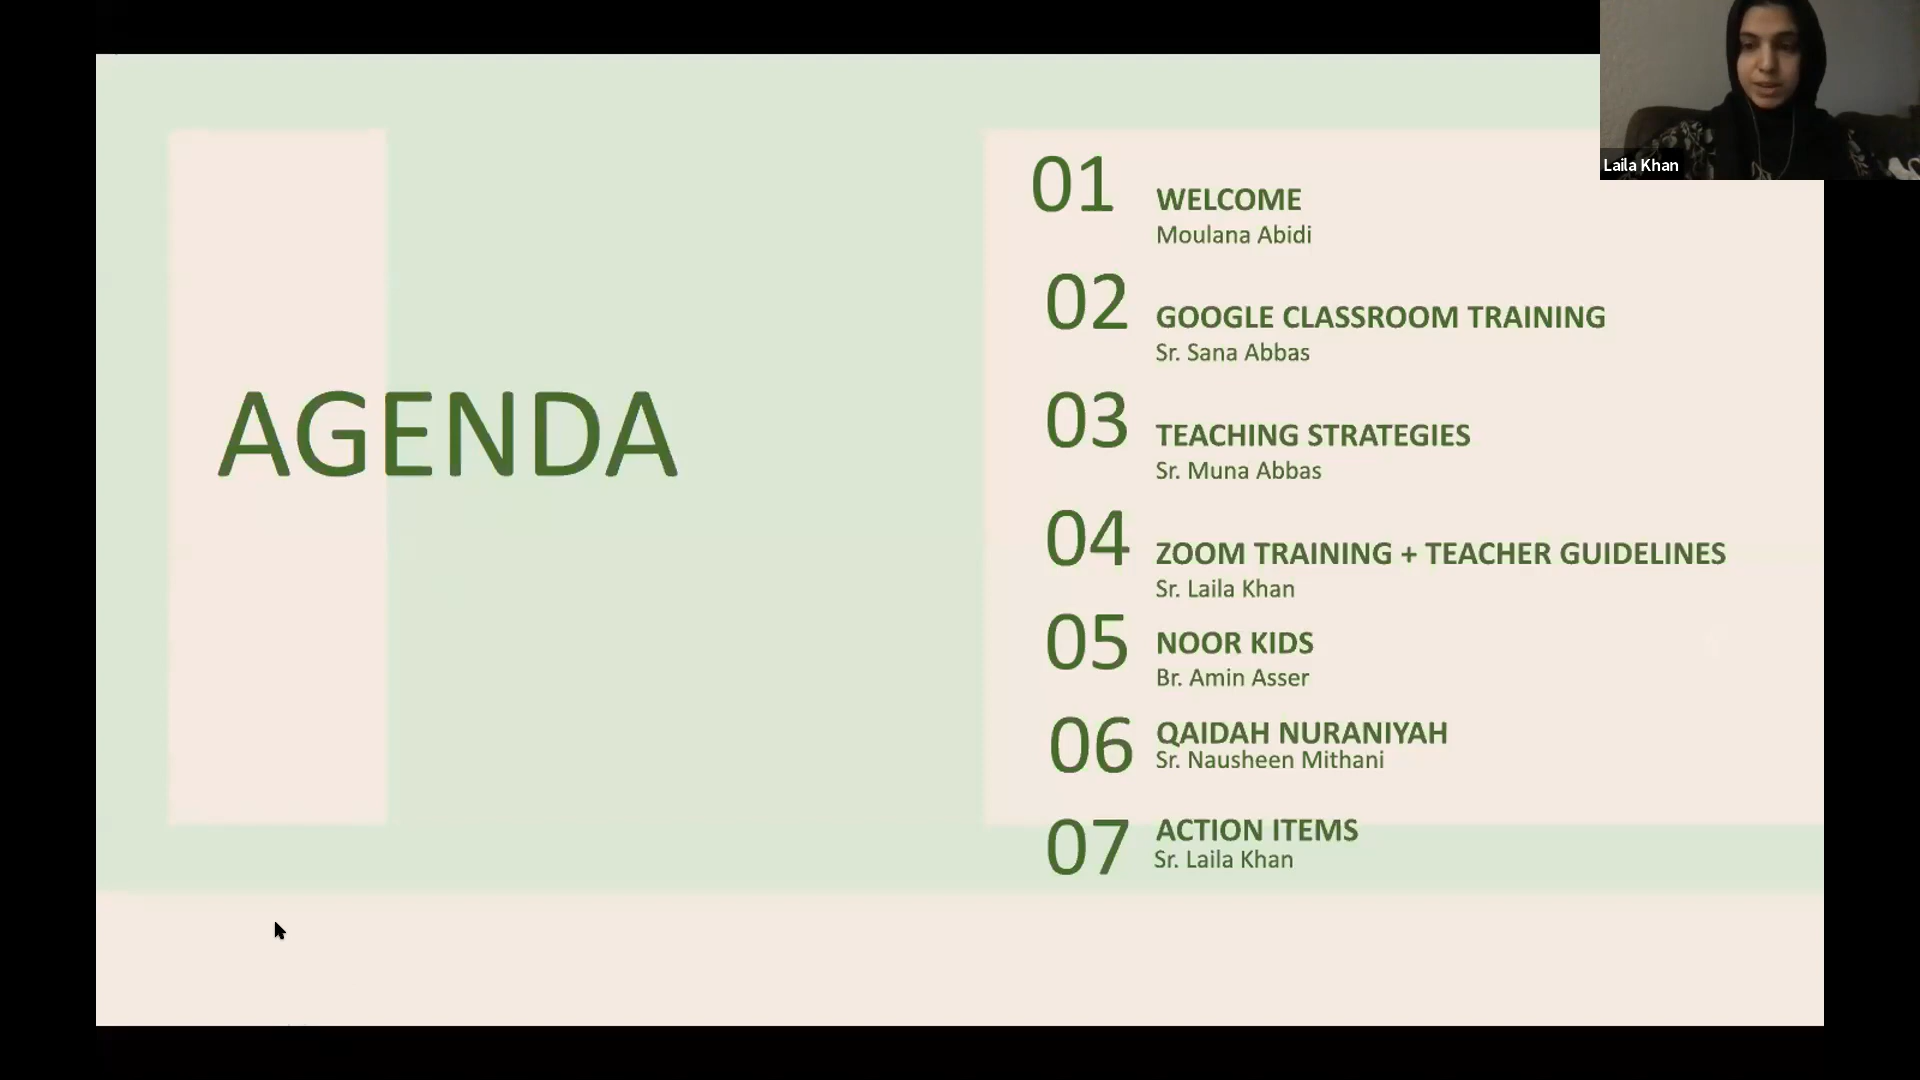 AGENDA
01
WELCOME
Moulana Abidi
02
GOOGLE CLASSROOM TRAINING
Sr. Sana Abbas
03
TEACHING STRATEGIES
Sr. Muna Abbas
04
ZOOM TRAINING + TEACHER GUIDELINES
Sr. Laila Khan
05
NOOR KIDS
Br. Amin Asser
06
QAIDAH NURANIYAH
Sr. Nausheen Mithani
07
ACTION ITEMS
Sr. Laila Khan
Laila Khan